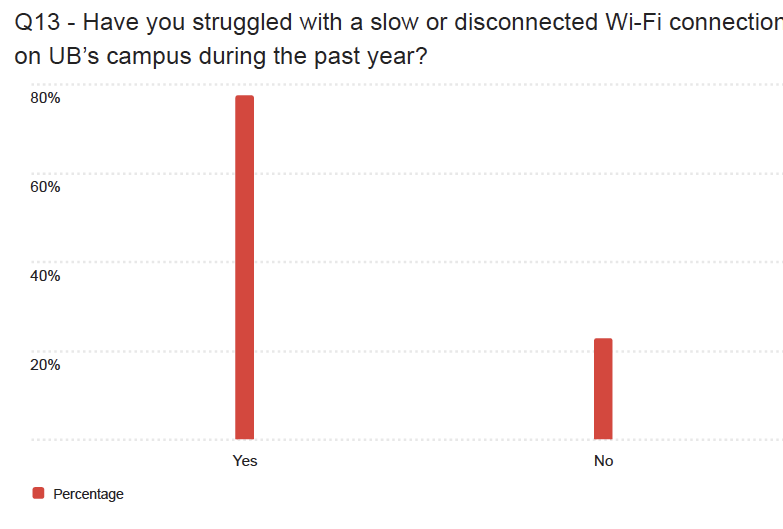 Q13 - Have you struggled with a slow or disconnected Wi-Fi connection
on UB’s campus during the past year?
80%
60%
40%
20%
Yes
No
Percentage